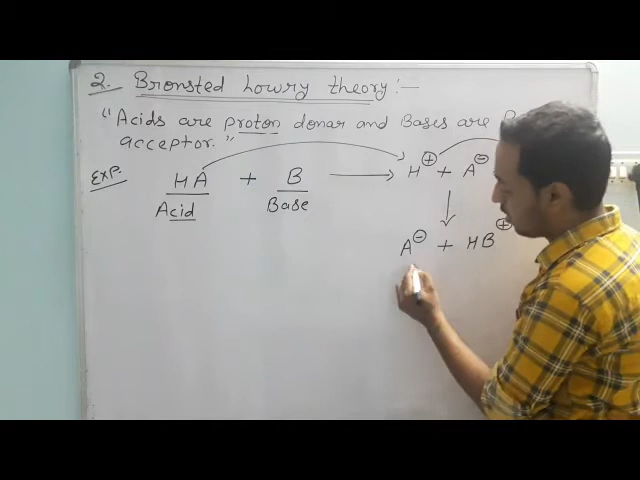 2. Bronsted Lowry theory:-
"Acids are proton donar and Bases are
acceptor."
Exp. HA + B → H⊕ + A⊖
Acid Base
↓
A⊖ + HB⊕